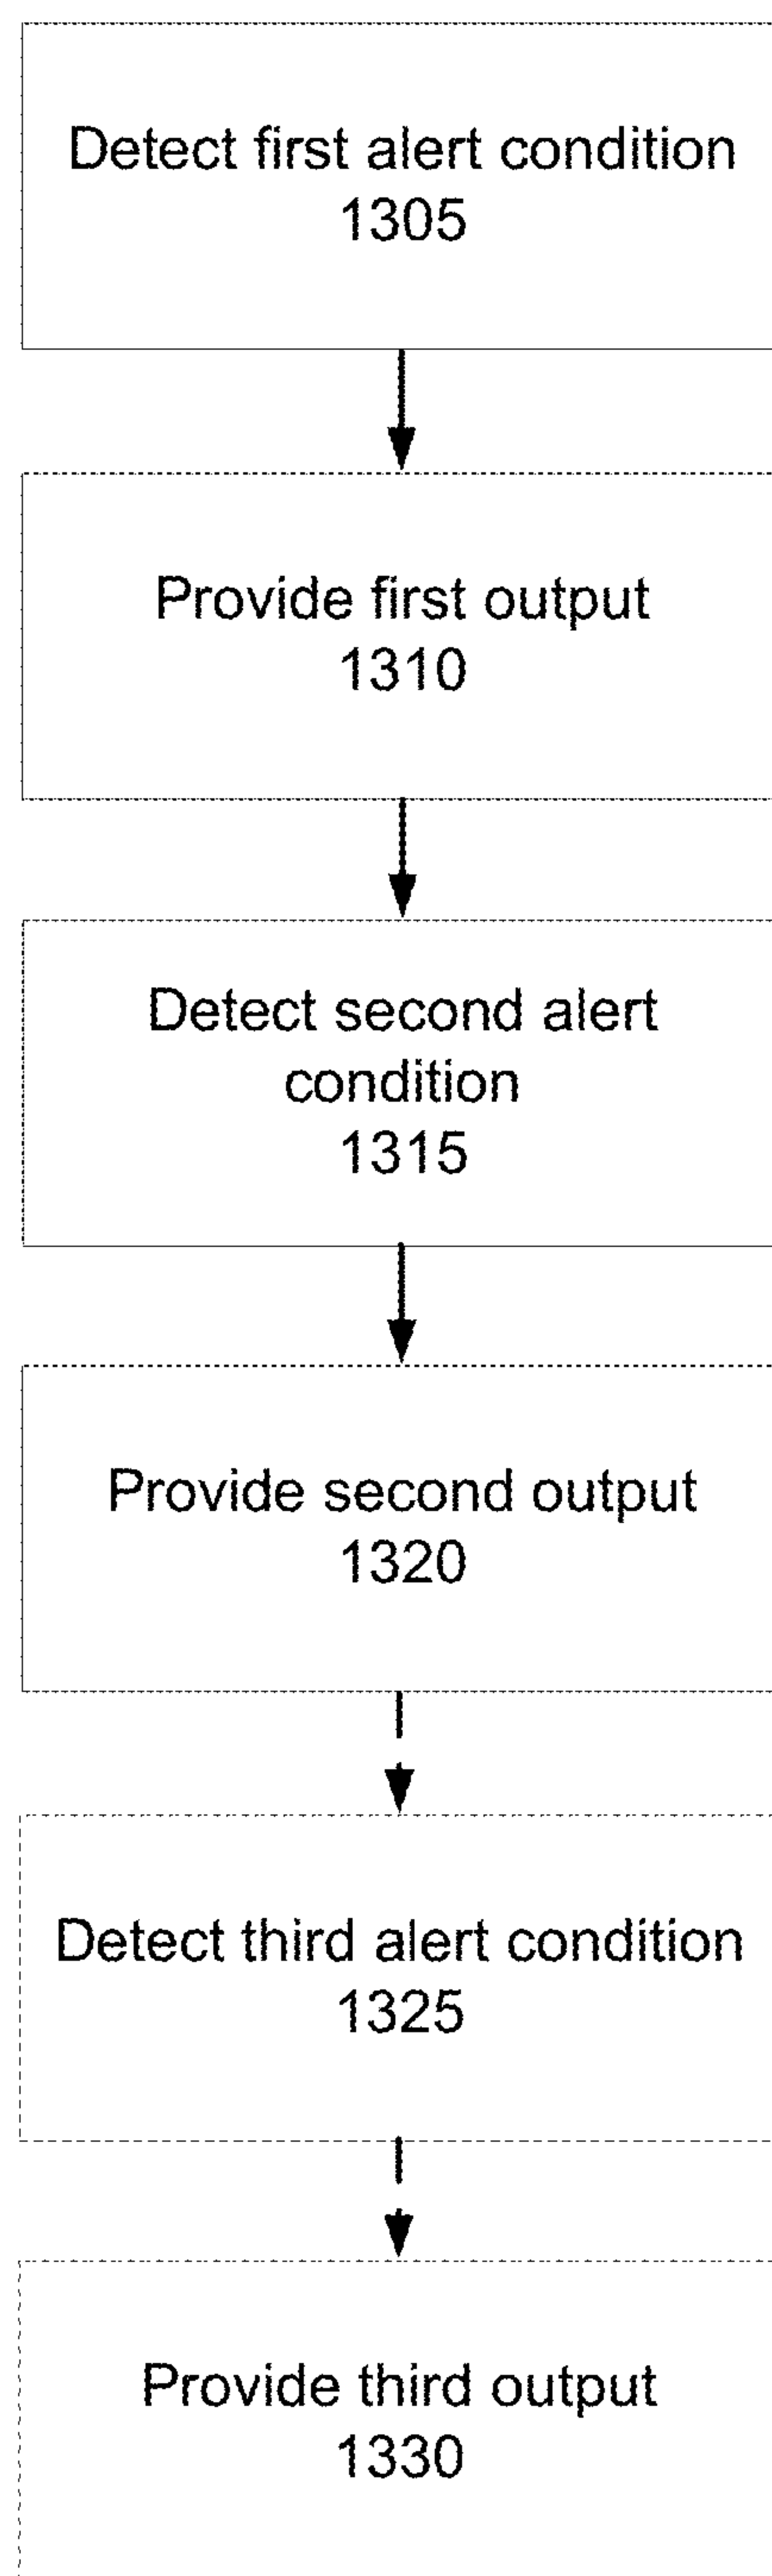 Detect first alert condition
1305
Provide first output
1310
Detect second alert
condition
1315
Provide second output
1320
Detect third alert condition
1325
Provide third output
1330